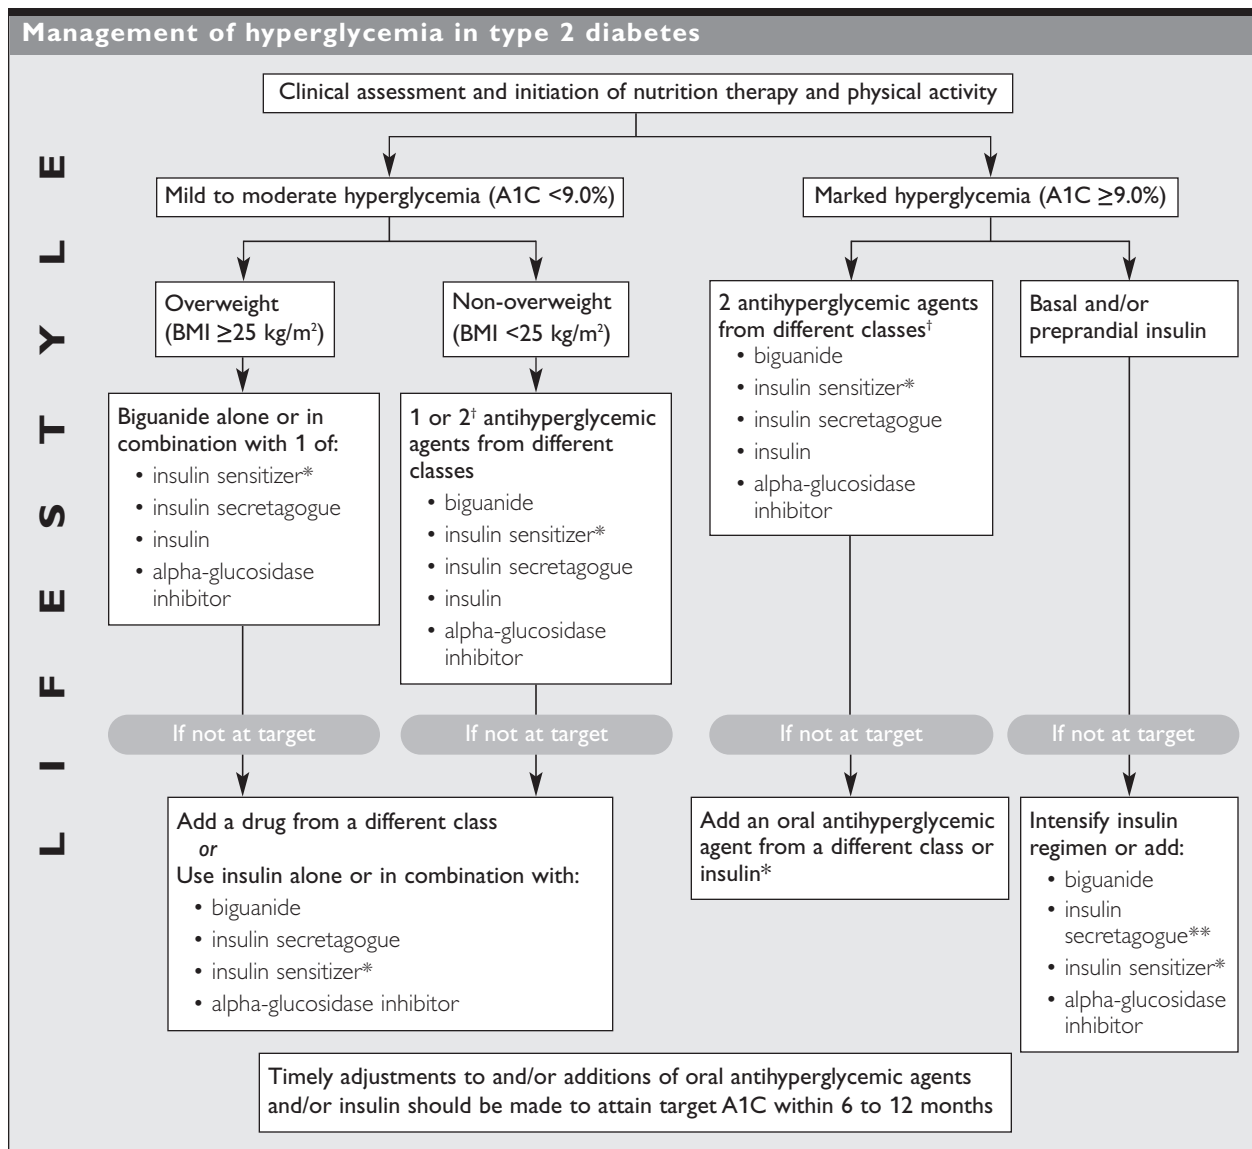 Management of hyperglycemia in type 2 diabetes
L I F E S T Y L E
Clinical assessment and initiation of nutrition therapy and physical activity
Mild to moderate hyperglycemia (A1C <9.0%)
Marked hyperglycemia (A1C ≥9.0%)
Overweight
(BMI ≥25 kg/m²)
Non-overweight
(BMI <25 kg/m²)
2 antihyperglycemic agents
from different classes†
• biguanide
• insulin sensitizer*
• insulin secretagogue
• insulin
• alpha-glucosidase
inhibitor
Basal and/or
preprandial insulin
Biguanide alone or in
combination with 1 of:
• insulin sensitizer*
• insulin secretagogue
• insulin
• alpha-glucosidase
inhibitor
1 or 2† antihyperglycemic
agents from different
classes
• biguanide
• insulin sensitizer*
• insulin secretagogue
• insulin
• alpha-glucosidase
inhibitor
If not at target
If not at target
If not at target
If not at target
Add a drug from a different class
or
Use insulin alone or in combination with:
• biguanide
• insulin secretagogue
• insulin sensitizer*
• alpha-glucosidase inhibitor
Add an oral antihyperglycemic
agent from a different class or
insulin*
Intensify insulin
regimen or add:
• biguanide
• insulin
secretagogue**
• insulin sensitizer*
• alpha-glucosidase
inhibitor
Timely adjustments to and/or additions of oral antihyperglycemic agents
and/or insulin should be made to attain target A1C within 6 to 12 months